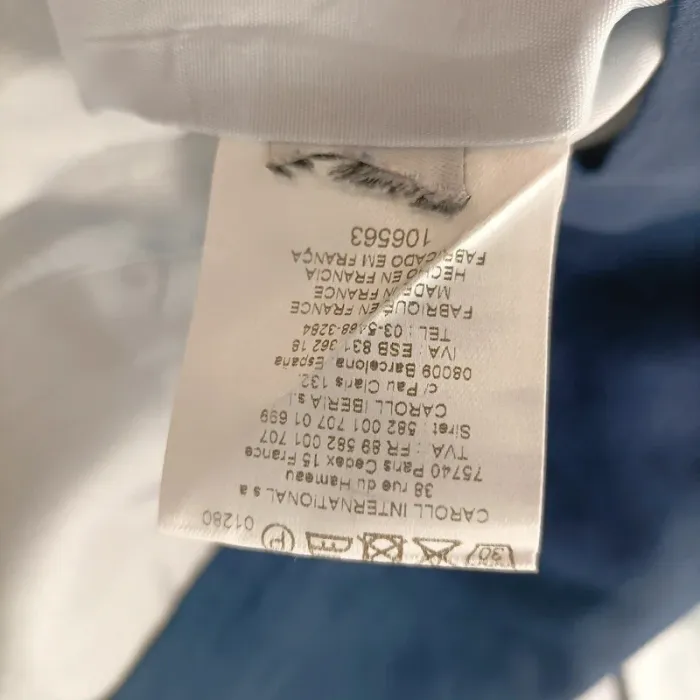 30 P 01280
CAROLL INTERNATIONAL s a
38 rue du Hameau
75740 Paris Cedex 15 France
TVA : FR 89 582 001 707
Siret : 582 001 707 01 699
CAROLL IBERIA s.l
c/ Pau Claris 132.
08009 Barcelona. España
IVA : ESB 831 362 18
TEL : 03-5468-3284
FABRIQUÉ EN FRANCE
MADE IN FRANCE
HECHO EN FRANCIA
FABRICADO EM FRANÇA
106563